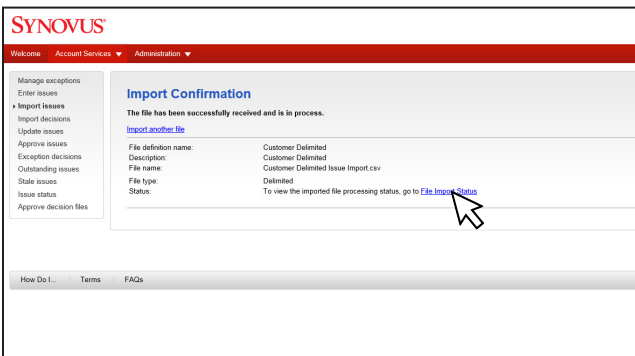 SYNOVUS®
Welcome Account Services Administration
Manage exceptions
Enter issues
Import issues
Import decisions
Update issues
Approve issues
Exception decisions
Outstanding issues
Stale issues
Issue status
Approve decision files
Import Confirmation
The file has been successfully received and is in process.
Import another file
File definition name: Customer Delimited
Description: Customer Delimited
File name: Customer Delimited Issue Import.csv
File type: Delimited
Status: To view the imported file processing status, go to File Import Status
How Do I... Terms FAQs